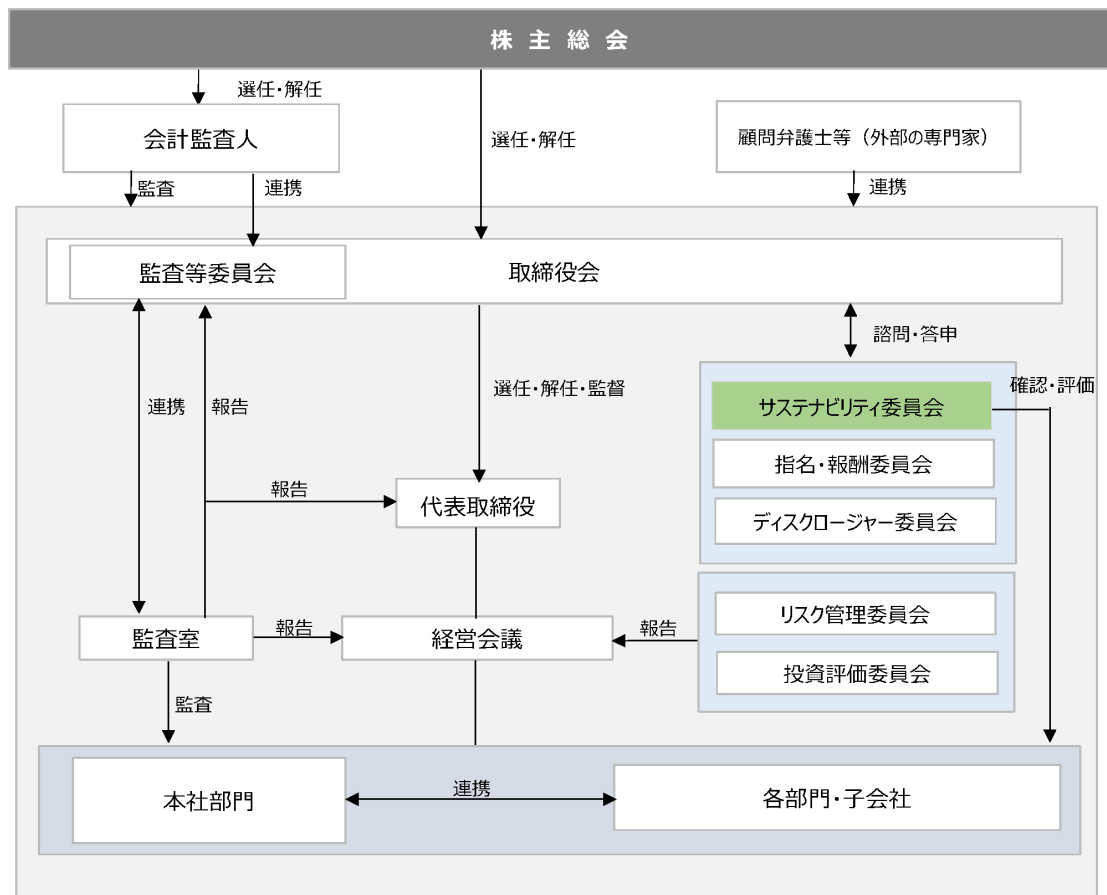 株 主 総 会
選任・解任
会計監査人
選任・解任
顧問弁護士等（外部の専門家）
監査
連携
連携
監査等委員会
取締役会
諮問・答申
選任・解任・監督
確認・評価
サステナビリティ委員会
連携
報告
指名・報酬委員会
報告
代表取締役
ディスクロージャー委員会
リスク管理委員会
監査室
報告
経営会議
報告
投資評価委員会
監査
本社部門
連携
各部門・子会社